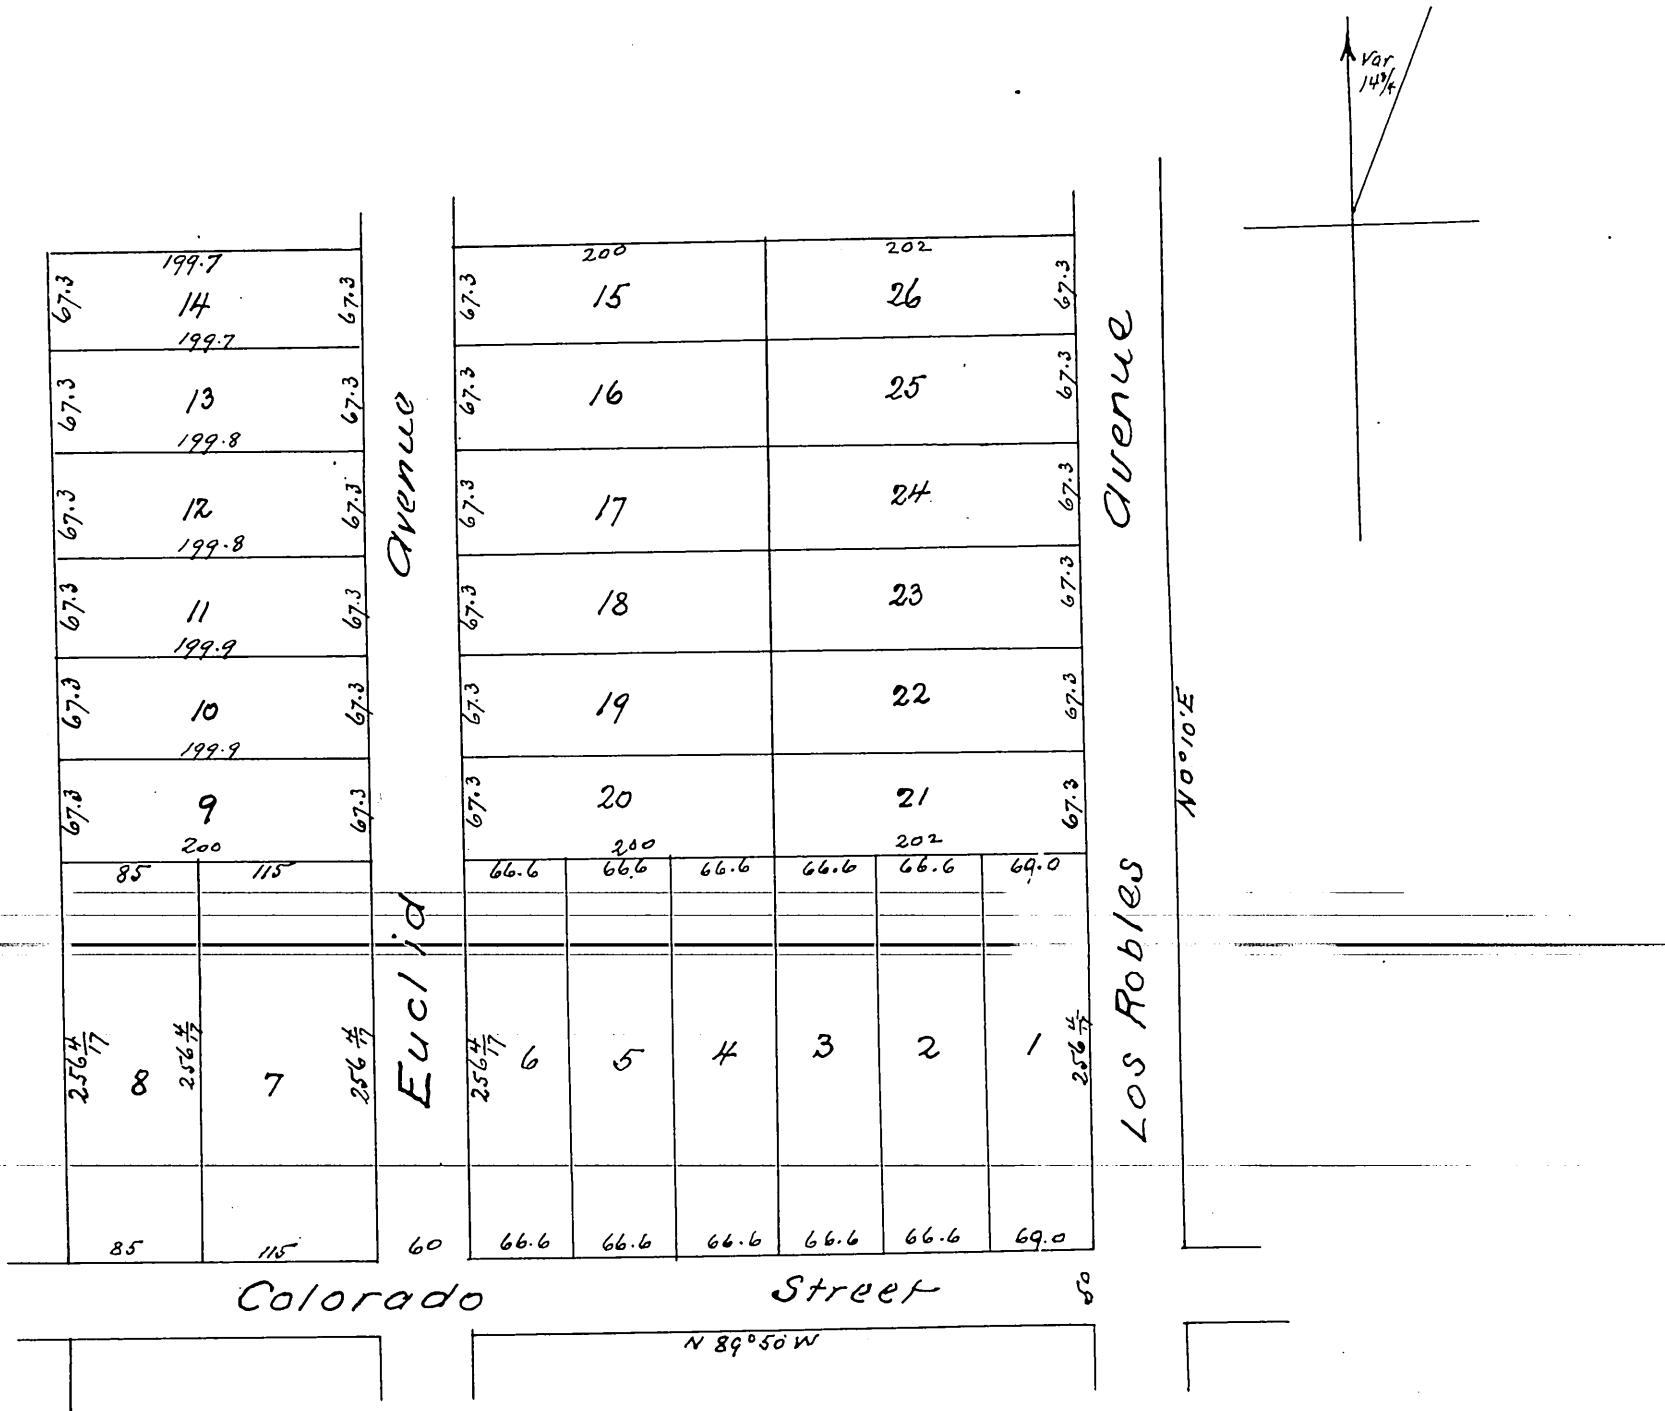 Var
14 3/4
199.7
67.3 14 67.3
199.7
67.3 13 67.3
199.8
67.3 12 67.3
199.8
67.3 11 67.3
199.9
67.3 10 67.3
199.9
67.3 9 67.3
200
85 115
256 4/17 8 256 4/17 7 256 4/17
85 115
Euclid Avenue
60
200 202
67.3 15 26 67.3
67.3 16 25 67.3
67.3 17 24 67.3
67.3 18 23 67.3
67.3 19 22 67.3
67.3 20 21 67.3
200 202
66.6 66.6 66.6 66.6 66.6 69.0
256 4/17 6 5 4 3 2 1 256 4/17
66.6 66.6 66.6 66.6 66.6 69.0
Los Robles Avenue
N 0° 10' E
Colorado Street
N 89° 50' W